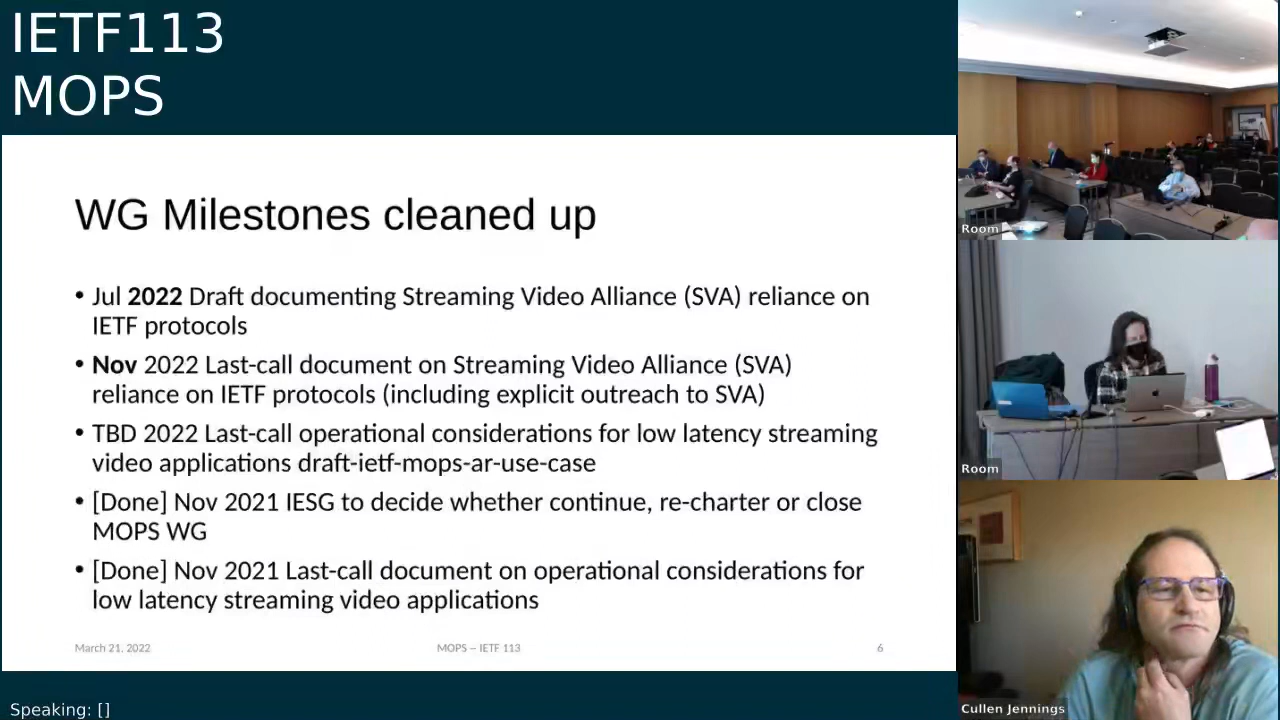 IETF113
MOPS
WG Milestones cleaned up
• Jul 2022 Draft documenting Streaming Video Alliance (SVA) reliance on
IETF protocols
• Nov 2022 Last-call document on Streaming Video Alliance (SVA)
reliance on IETF protocols (including explicit outreach to SVA)
• TBD 2022 Last-call operational considerations for low latency streaming
video applications draft-ietf-mops-ar-use-case
• [Done] Nov 2021 IESG to decide whether continue, re-charter or close
MOPS WG
• [Done] Nov 2021 Last-call document on operational considerations for
low latency streaming video applications
March 21, 2022
MOPS – IETF 113
6
Speaking: []
Room
Room
Cullen Jennings